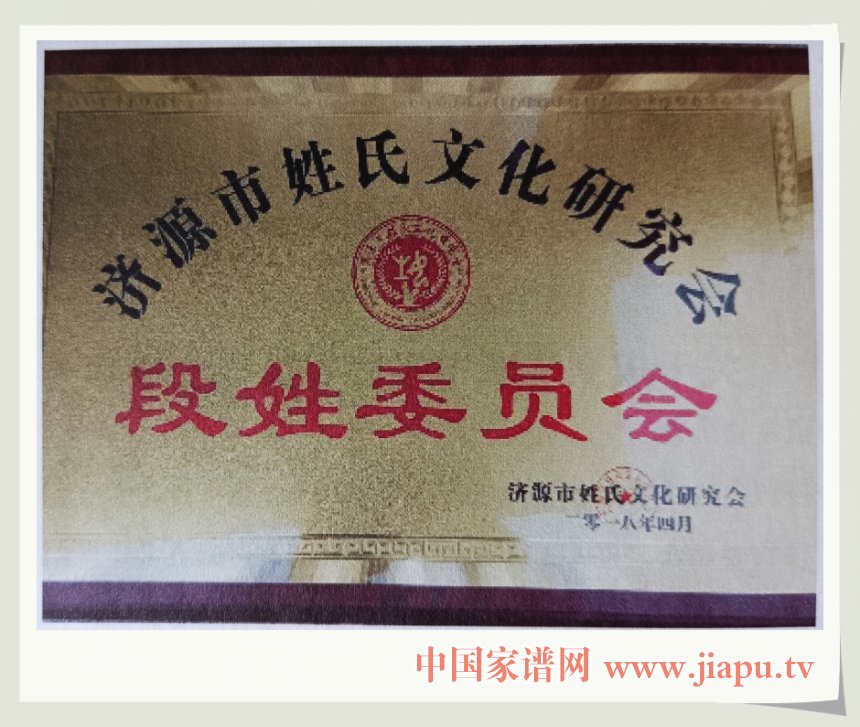 济源市姓氏文化研究会
段姓委员会
济源市姓氏文化研究会
二零一八年四月
中国家谱网 www.jiapu.tv